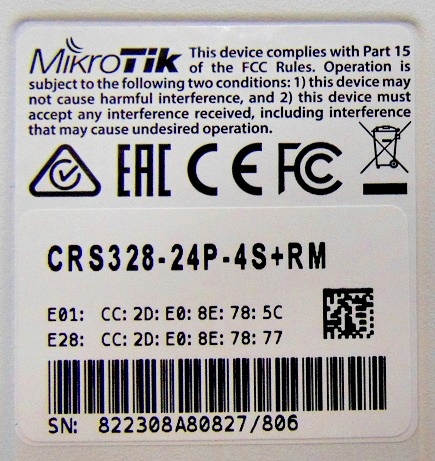 MikroTik This device complies with Part 15
of the FCC Rules. Operation is
subject to the following two conditions: 1) this device may
not cause harmful interference, and 2) this device must
accept any interference received, including interference
that may cause undesired operation.
EAC CE FC
CRS328-24P-4S+RM
E01: CC:2D:E0:8E:78:5C
E28: CC:2D:E0:8E:78:77
SN: 822308A80827/806